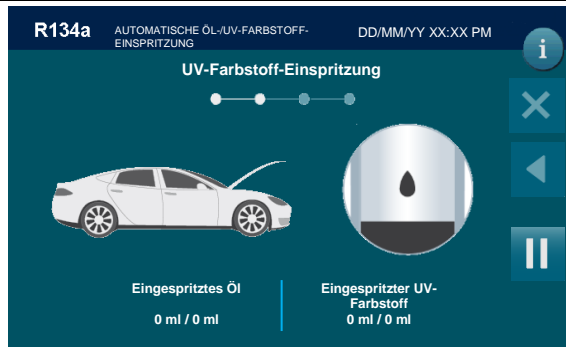 R134a
AUTOMATISCHE ÖL-/UV-FARBSTOFF-
EINSPRITZUNG
DD/MM/YY XX:XX PM
i
UV-Farbstoff-Einspritzung
Eingespritztes Öl
0 ml / 0 ml
Eingespritzter UV-
Farbstoff
0 ml / 0 ml